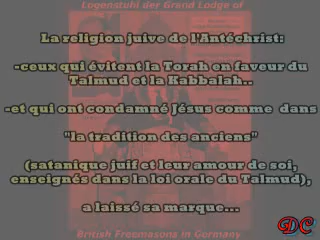 Logenstuhl der Grand Lodge of
La religion juive de l'Antéchrist:
-ceux qui évitent la Torah en faveur du
Talmud et la Kabbalah..
-et qui ont condamné Jésus comme dans
"la tradition des anciens"
(satanique juif et leur amour de soi,
enseignés dans la loi orale du Talmud),
a laissé sa marque...
British Freemasons in Germany
GDC